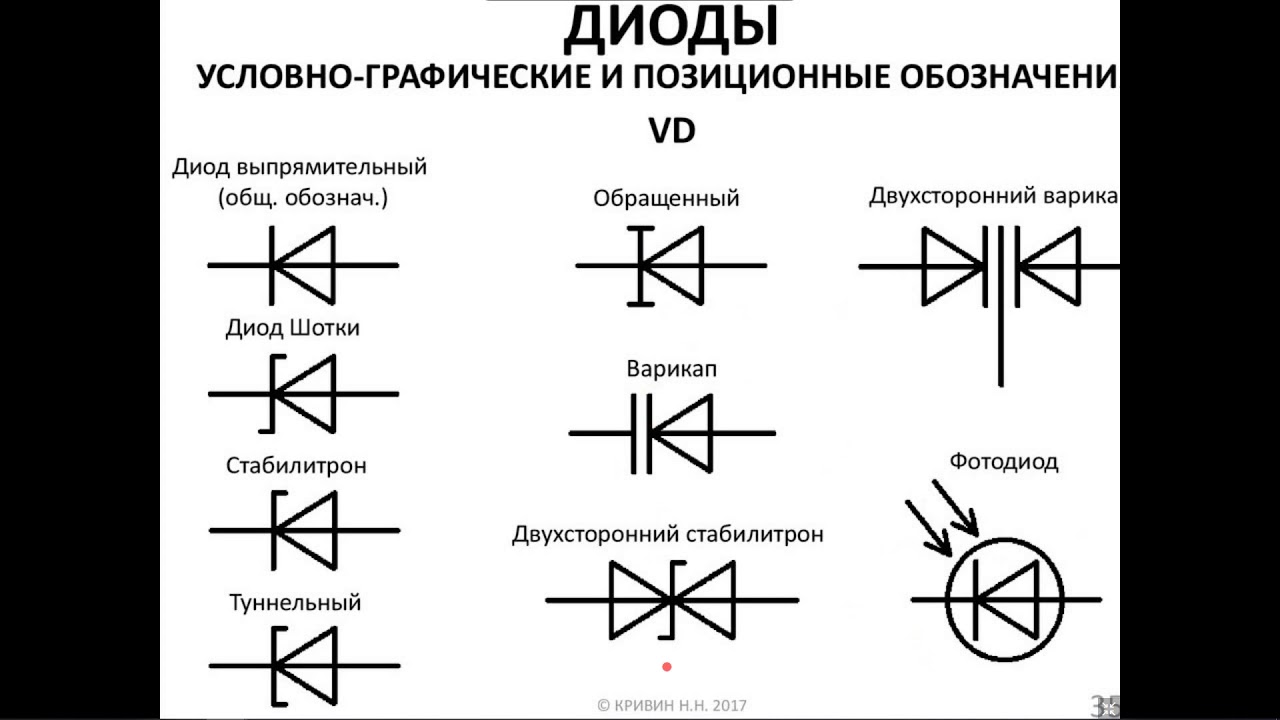 ДИОДЫ
УСЛОВНО-ГРАФИЧЕСКИЕ И ПОЗИЦИОННЫЕ ОБОЗНАЧЕНИ
VD
Диод выпрямительный
(общ. обознач.)
Диод Шотки
Стабилитрон
Туннельный
Обращенный
Варикап
Двухсторонний стабилитрон
Двухсторонний варика
Фотодиод
© КРИВИН Н.Н. 2017
35